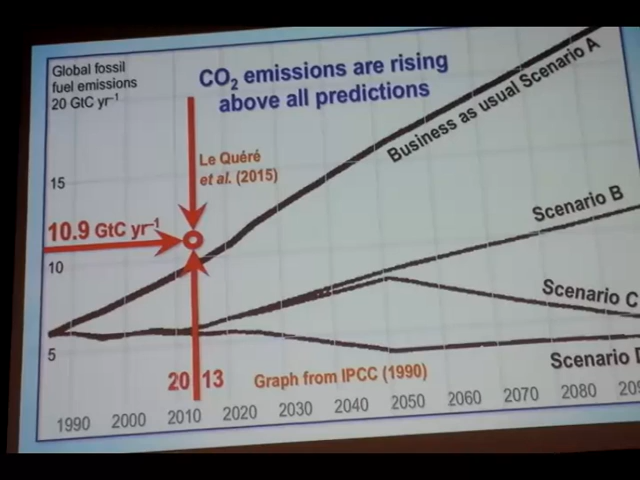 Global fossil
fuel emissions
20 GtC yr⁻¹
CO₂ emissions are rising
above all predictions
Business as usual Scenario A
Le Quéré
et al. (2015)
15
10.9 GtC yr⁻¹
10
Scenario B
Scenario C
5
Scenario D
2013
Graph from IPCC (1990)
1990 2000 2010 2020 2030 2040 2050 2060 2070 2080